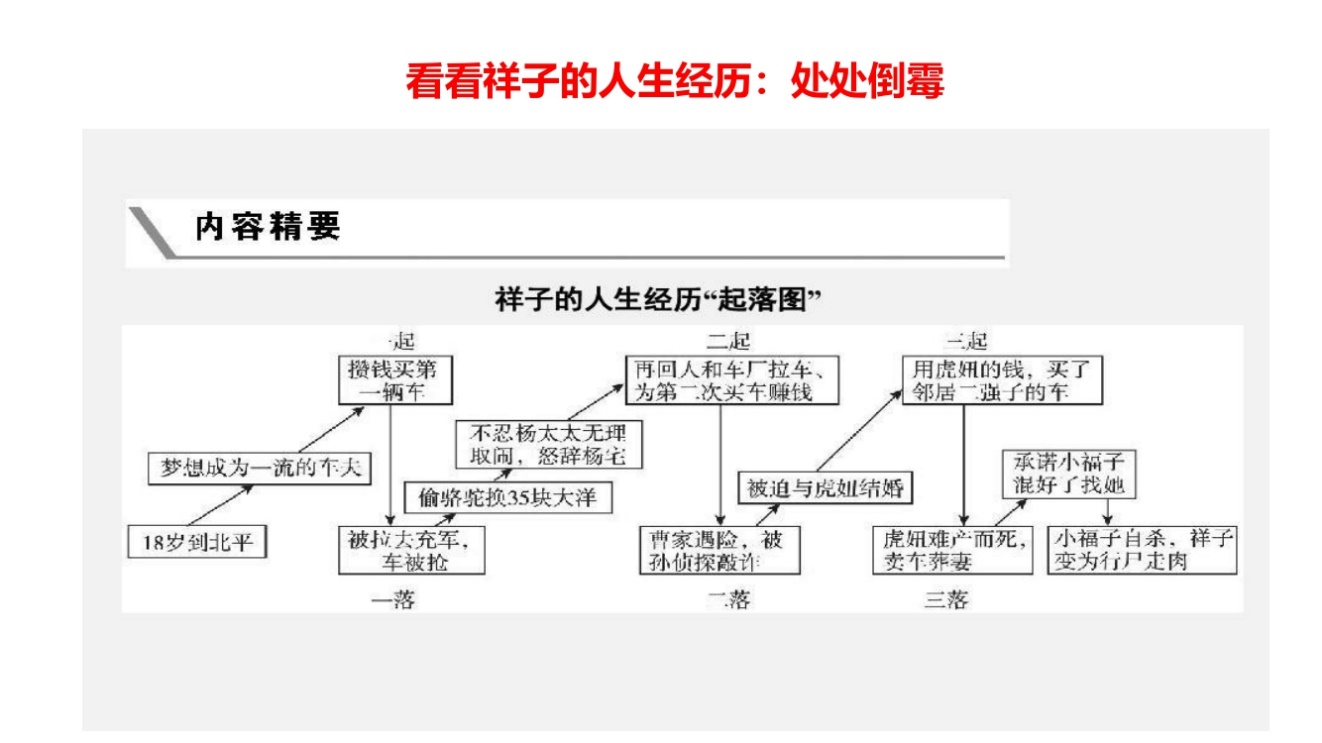 看看祥子的人生经历：处处倒霉
内容精要
祥子的人生经历“起落图”
一起
二起
三起
攒钱买第
一辆车
再回人和车厂拉车、
为第二次买车赚钱
用虎妞的钱，买了
邻居二强子的车
不忍杨太太无理
取闹，怒辞杨宅
梦想成为一流的车夫
承诺小福子
混好了找她
偷骆驼换35块大洋
被迫与虎妞结婚
18岁到北平
被拉去充军，
车被抢
曹家遇险，被
孙侦探敲诈
虎妞难产而死，
卖车葬妻
小福子自杀，祥子
变为行尸走肉
一落
二落
三落